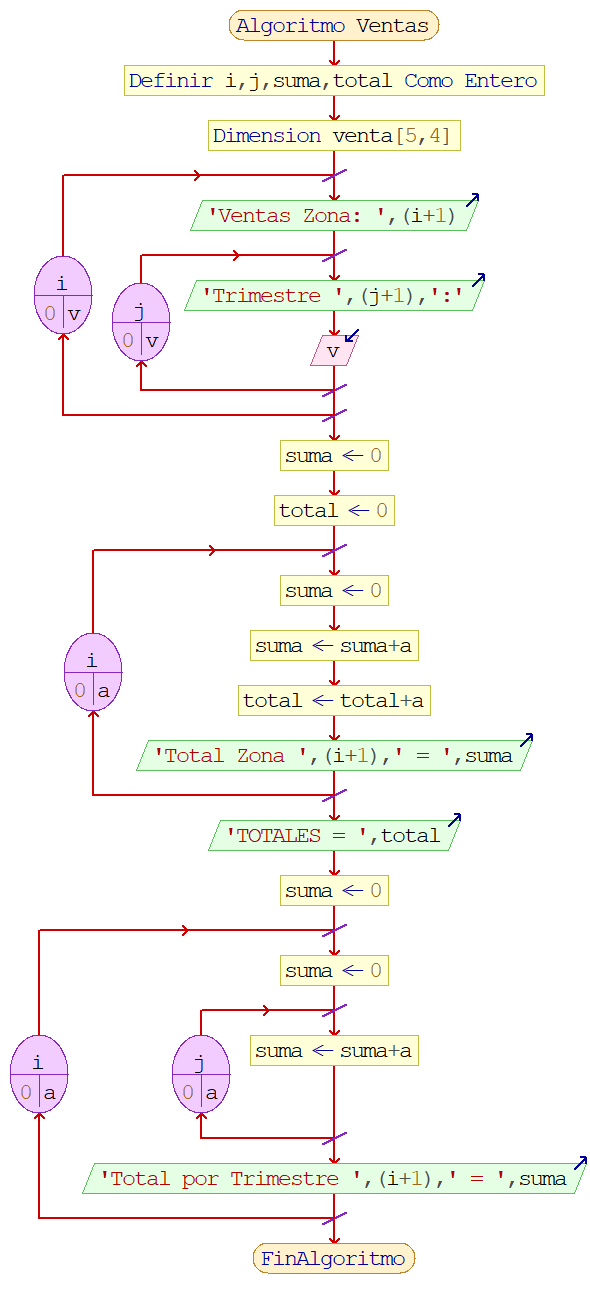 Algoritmo Ventas
Definir i,j,suma,total Como Entero
Dimension venta[5,4]
'Ventas Zona: ',(i+1)
i
0 v
j
0 v
'Trimestre ',(j+1),':'
v
suma ← 0
total ← 0
suma ← 0
suma ← suma+a
i
0 a
total ← total+a
'Total Zona ',(i+1),' = ',suma
'TOTALES = ',total
suma ← 0
suma ← 0
suma ← suma+a
i
0 a
j
0 a
'Total por Trimestre ',(i+1),' = ',suma
FinAlgoritmo